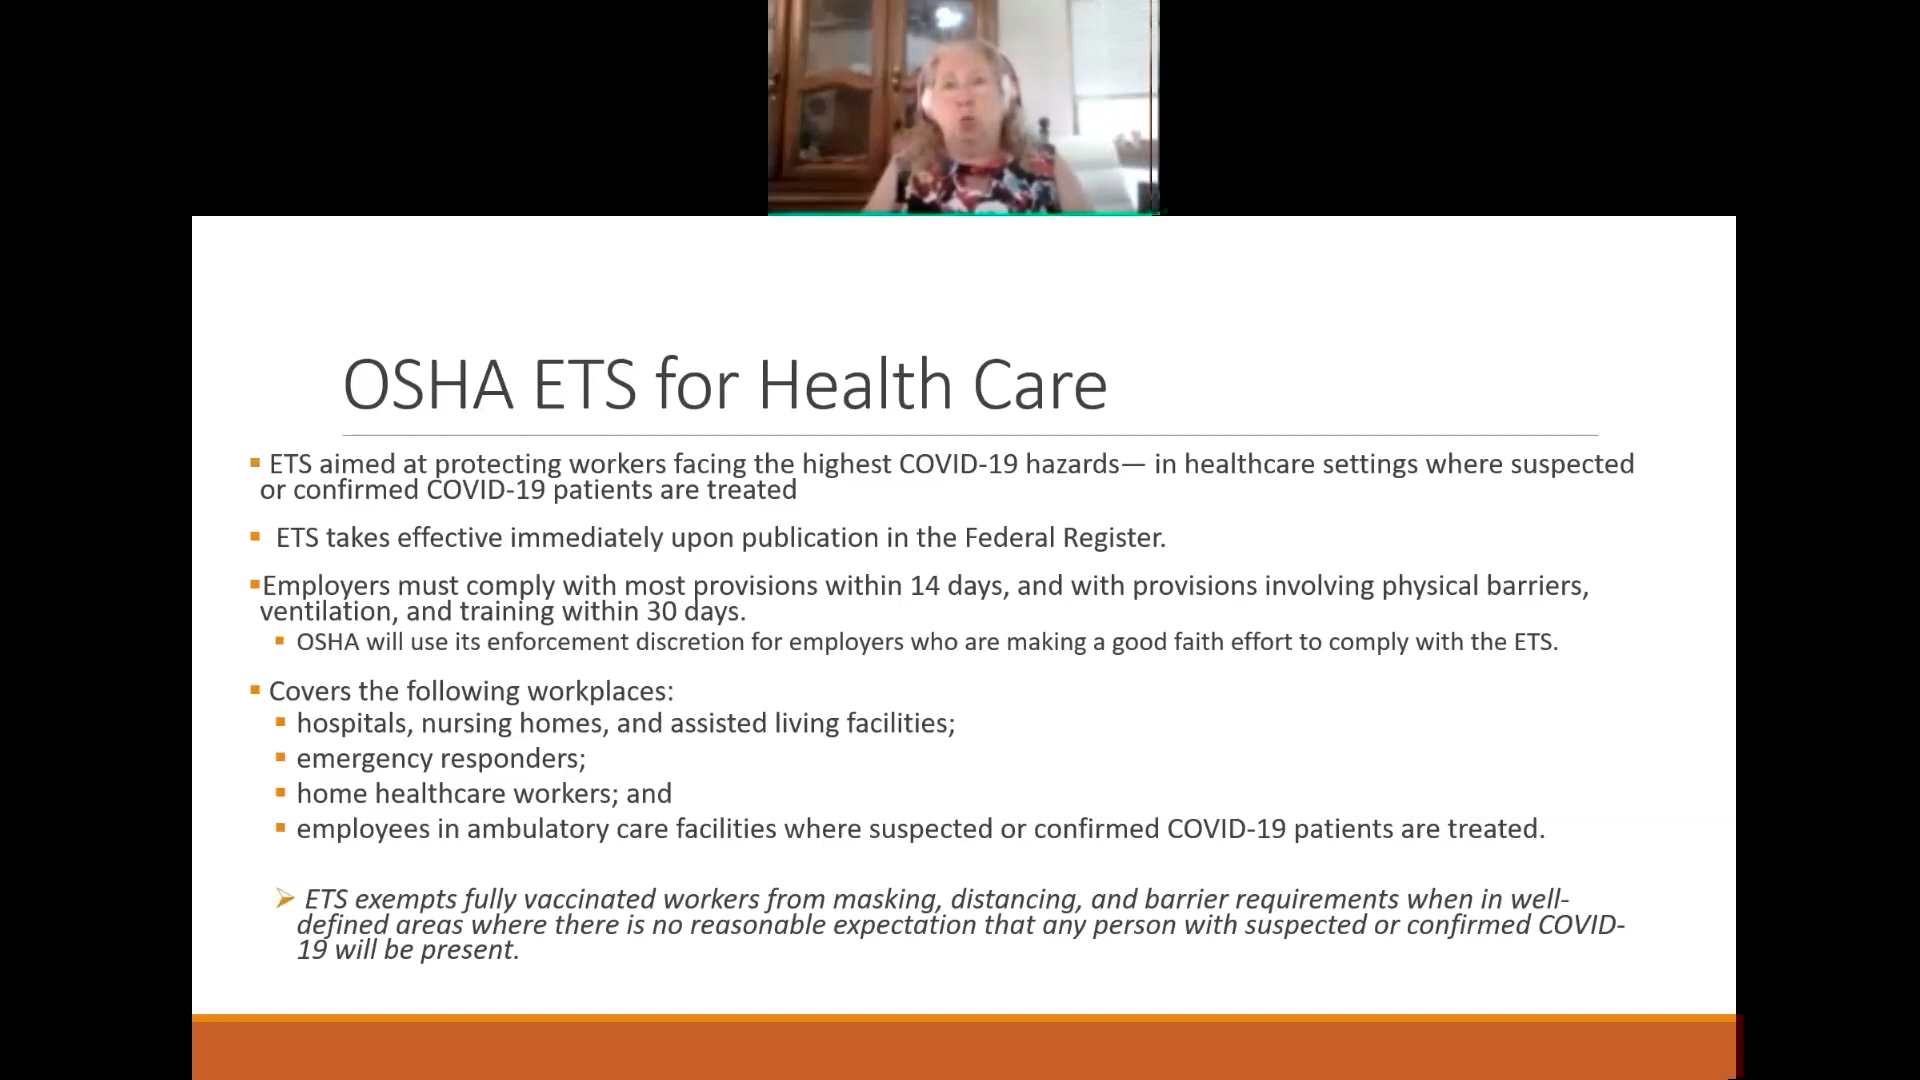 OSHA ETS for Health Care
ETS aimed at protecting workers facing the highest COVID-19 hazards— in healthcare settings where suspected
or confirmed COVID-19 patients are treated
ETS takes effective immediately upon publication in the Federal Register.
Employers must comply with most provisions within 14 days, and with provisions involving physical barriers,
ventilation, and training within 30 days.
OSHA will use its enforcement discretion for employers who are making a good faith effort to comply with the ETS.
Covers the following workplaces:
hospitals, nursing homes, and assisted living facilities;
emergency responders;
home healthcare workers; and
employees in ambulatory care facilities where suspected or confirmed COVID-19 patients are treated.
ETS exempts fully vaccinated workers from masking, distancing, and barrier requirements when in well-
defined areas where there is no reasonable expectation that any person with suspected or confirmed COVID-
19 will be present.